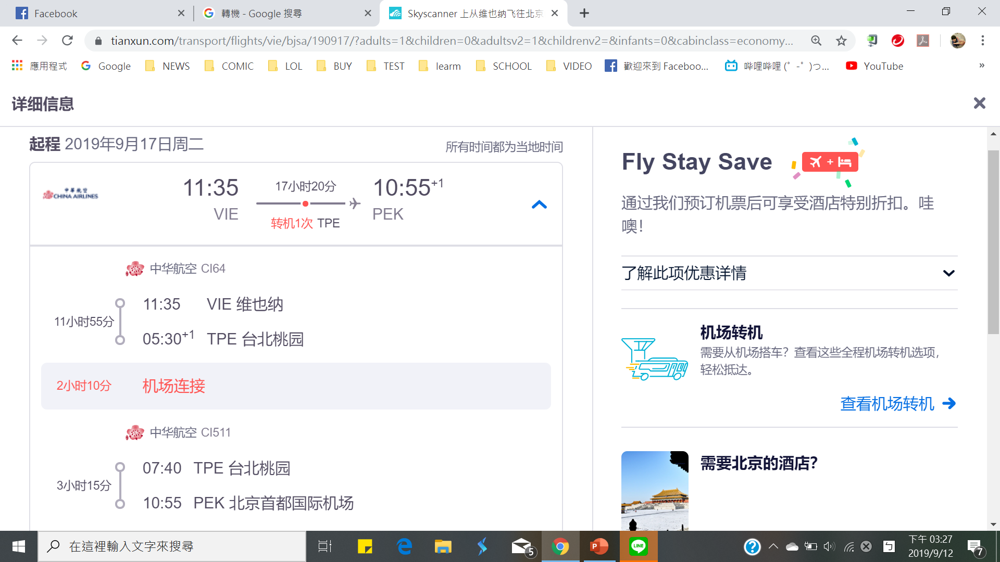 Facebook
轉機 - Google 搜尋
Skyscanner 上从维也纳飞往北京
tianxun.com/transport/flights/vie/bjsa/190917/?adults=1&children=0&adultsv2=1&childrenv2=&infants=0&cabinclass=economy...
應用程式
Google
NEWS
COMIC
LOL
BUY
TEST
learm
SCHOOL
VIDEO
歡迎來到 Faceboo...
哔哩哔哩 (゜-゜)つ...
YouTube
»
详细信息
起程 2019年9月17日周二
所有时间都为当地时间
中華航空
CHINA AIRLINES
11:35
VIE
17小时20分
转机1次 TPE
10:55+1
PEK
中华航空 CI64
11小时55分
11:35 VIE 维也纳
05:30+1 TPE 台北桃园
2小时10分 机场连接
中华航空 CI511
3小时15分
07:40 TPE 台北桃园
10:55 PEK 北京首都国际机场
Fly Stay Save
+
通过我们预订机票后可享受酒店特别折扣。哇
噢！
了解此项优惠详情
机场转机
需要从机场搭车？查看这些全程机场转机选项，
轻松抵达。
查看机场转机
需要北京的酒店？
在這裡輸入文字來搜尋
5
P
LINE
?
ㄅ
下午 03:27
2019/9/12
7